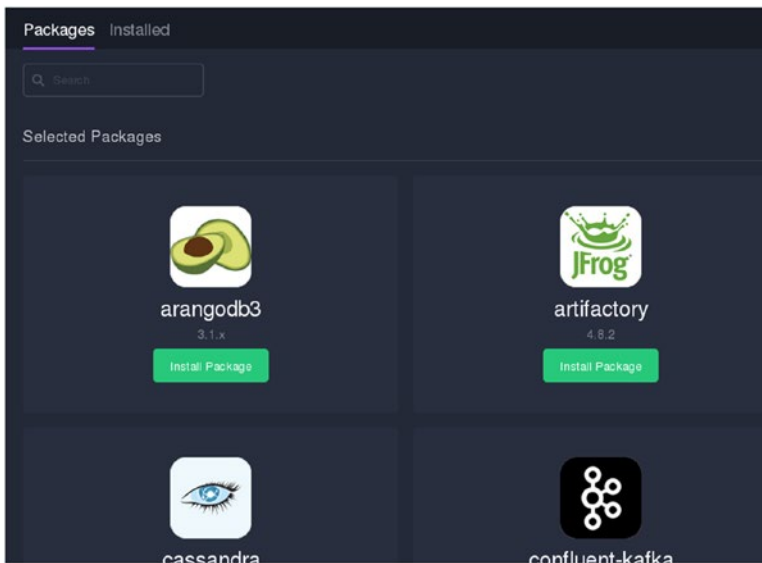 Packages Installed
Search
Selected Packages
JFrog
arangodb3 artifactory
3.1.x 4.8.2
Install Package Install Package
cassandra confluent-kafka